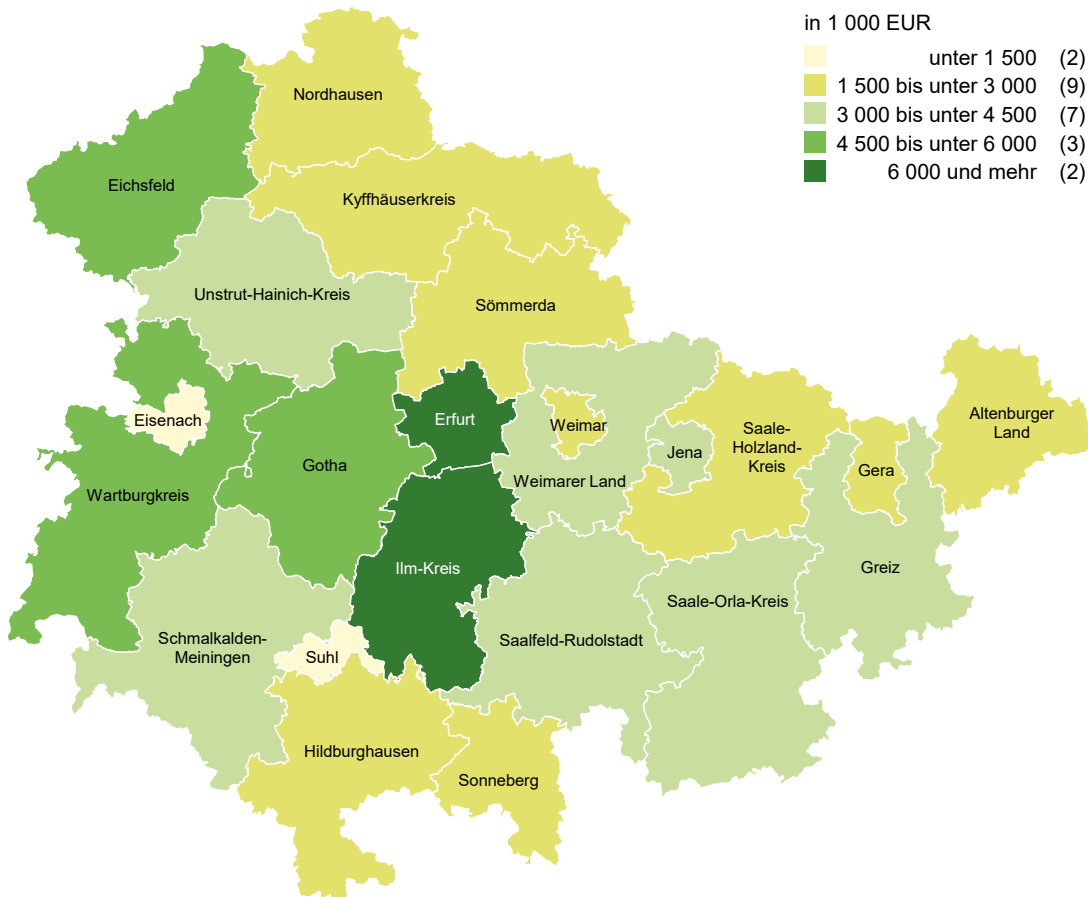 in 1 000 EUR
unter 1 500 (2)
1 500 bis unter 3 000 (9)
3 000 bis unter 4 500 (7)
4 500 bis unter 6 000 (3)
6 000 und mehr (2)
Nordhausen
Eichsfeld
Kyffhäuserkreis
Unstrut-Hainich-Kreis
Sömmerda
Eisenach
Erfurt
Weimar
Saale-
Holzland-
Kreis
Altenburger
Land
Jena
Gera
Gotha
Weimarer Land
Wartburgkreis
Ilm-Kreis
Greiz
Saale-Orla-Kreis
Schmalkalden-
Meiningen
Suhl
Saalfeld-Rudolstadt
Hildburghausen
Sonneberg